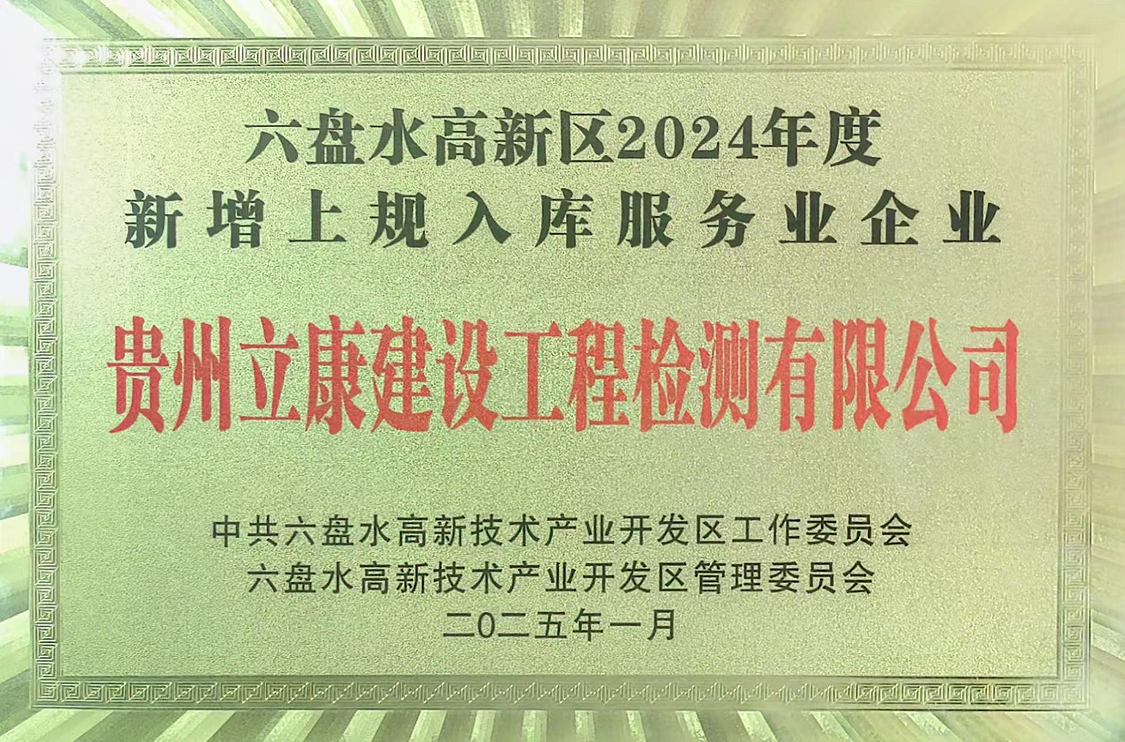 六盘水高新区2024年度
新增上规入库服务业企业
贵州立康建设工程检测有限公司
中共六盘水高新技术产业开发区工作委员会
六盘水高新技术产业开发区管理委员会
二0二五年一月